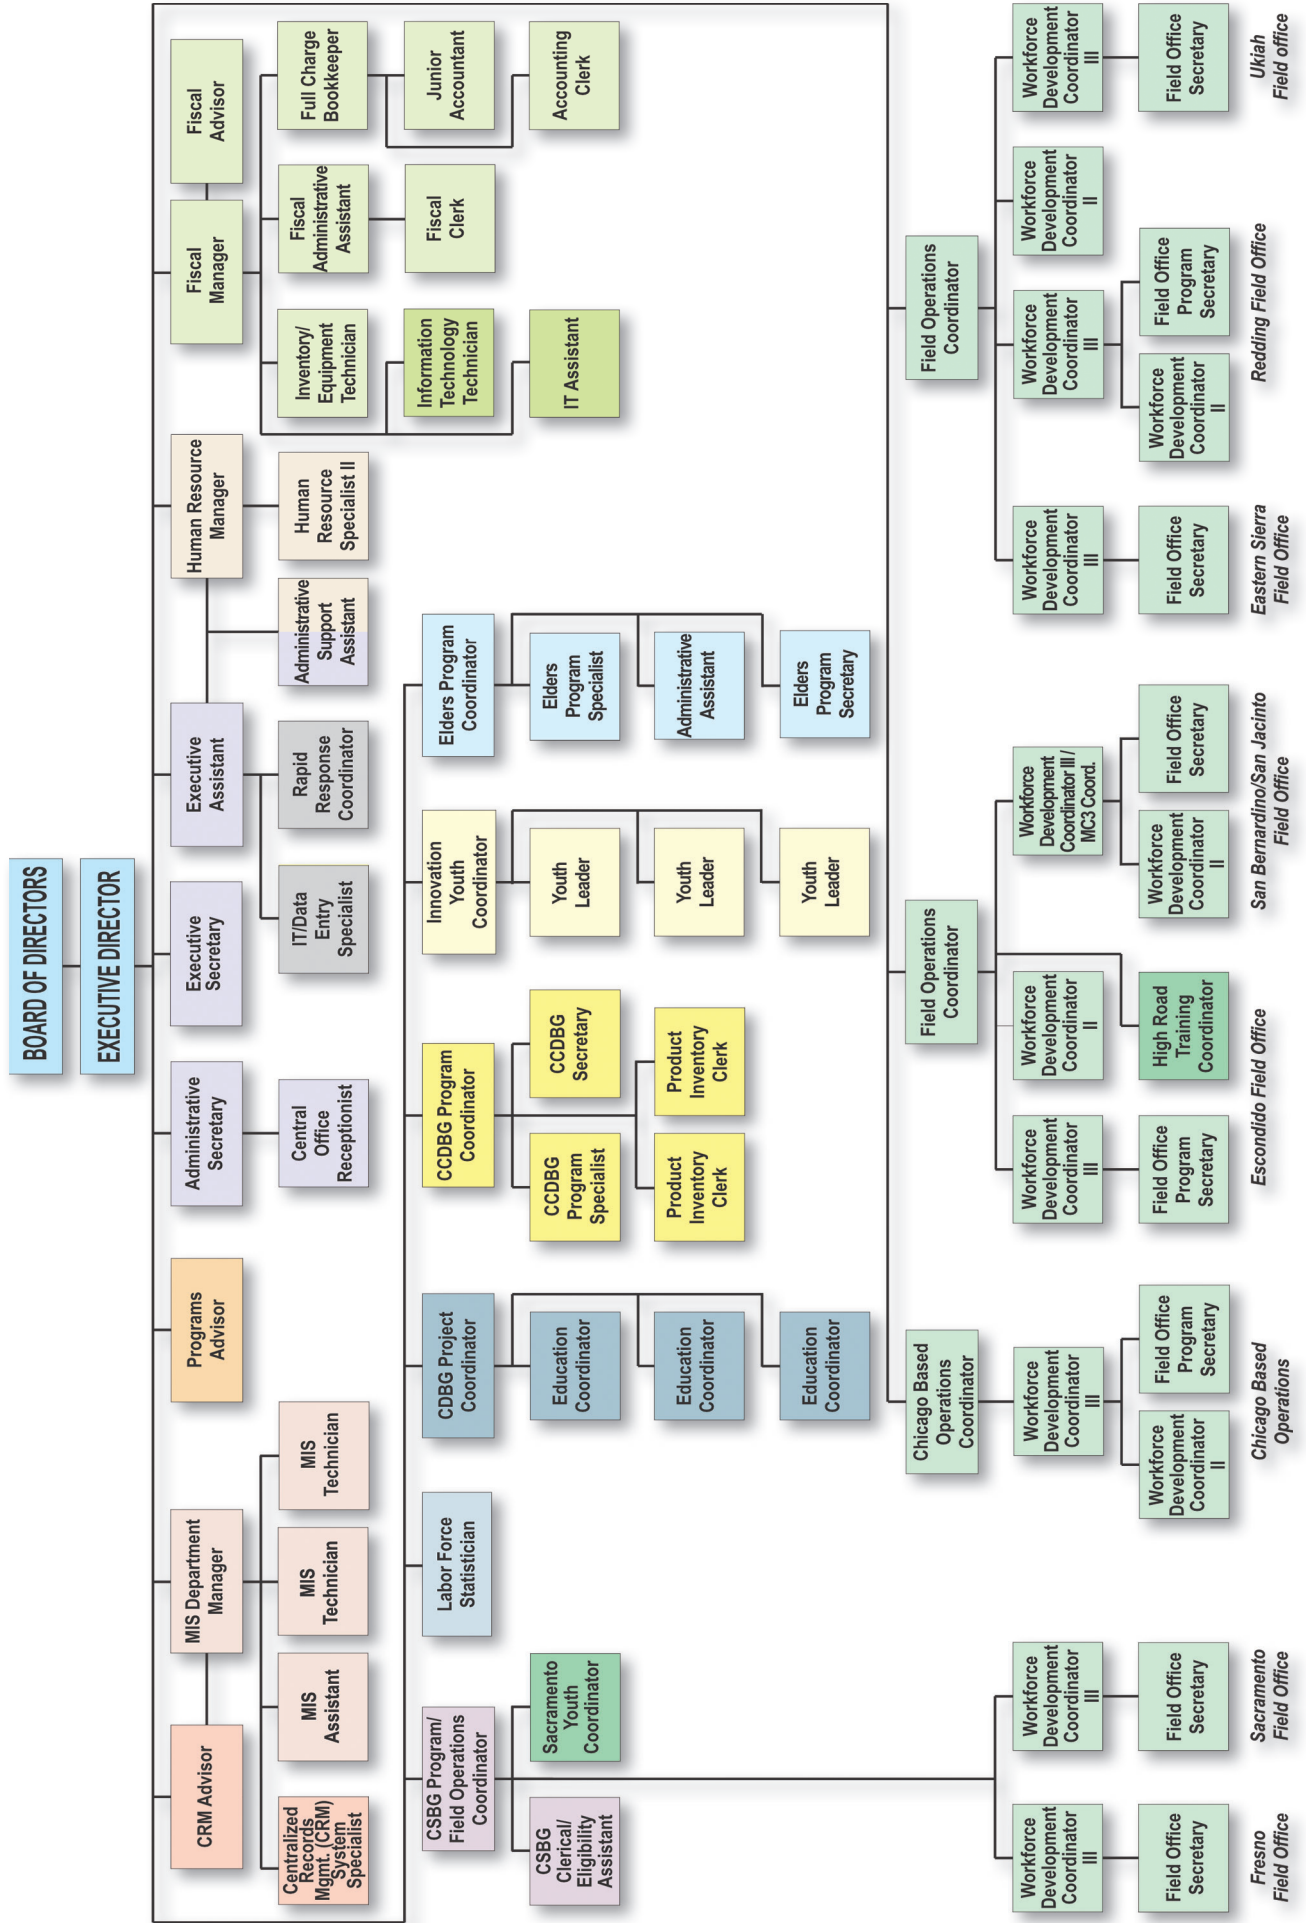 BOARD OF DIRECTORS
EXECUTIVE DIRECTOR
CRM Advisor
MIS Department
Manager
Programs
Advisor
Administrative
Secretary
Executive
Secretary
Executive
Assistant
Human Resource
Manager
Fiscal
Manager
Fiscal
Advisor
Centralized
Records
Mgmt. (CRM)
System
Specialist
MIS
Assistant
MIS
Technician
MIS
Technician
Central
Office
Receptionist
IT/Data
Entry
Specialist
Rapid
Response
Coordinator
Administrative
Support
Assistant
Human
Resource
Specialist II
Inventory/
Equipment
Technician
Fiscal
Administrative
Assistant
Full Charge
Bookkeeper
Information
Technology
Technician
Fiscal
Clerk
Junior
Accountant
IT Assistant
Accounting
Clerk
CSBG Program/
Field Operations
Coordinator
Labor Force
Statistician
CDBG Project
Coordinator
CCDBG Program
Coordinator
Innovation
Youth
Coordinator
Elders Program
Coordinator
CSBG
Clerical/
Eligibility
Assistant
Sacramento
Youth
Coordinator
Education
Coordinator
CCDBG
Program
Specialist
CCDBG
Secretary
Youth
Leader
Elders
Program
Specialist
Education
Coordinator
Product
Inventory
Clerk
Product
Inventory
Clerk
Youth
Leader
Administrative
Assistant
Education
Coordinator
Youth
Leader
Elders
Program
Secretary
Chicago Based
Operations
Coordinator
Field Operations
Coordinator
Field Operations
Coordinator
Workforce
Development
Coordinator
III
Workforce
Development
Coordinator
III
Workforce
Development
Coordinator
III
Workforce
Development
Coordinator
III
Workforce
Development
Coordinator
II
Workforce
Development
Coordinator III/
MC3 Coord.
Workforce
Development
Coordinator
III
Workforce
Development
Coordinator
III
Workforce
Development
Coordinator
II
Workforce
Development
Coordinator
III
Field Office
Secretary
Field Office
Secretary
Workforce
Development
Coordinator
II
Field Office
Program
Secretary
Field Office
Program
Secretary
High Road
Training
Coordinator
Workforce
Development
Coordinator
II
Field Office
Secretary
Field Office
Secretary
Workforce
Development
Coordinator
II
Field Office
Program
Secretary
Field Office
Secretary
Fresno
Field Office
Sacramento
Field Office
Chicago Based
Operations
Escondido Field Office
San Bernardino/San Jacinto
Field Office
Eastern Sierra
Field Office
Redding Field Office
Ukiah
Field office